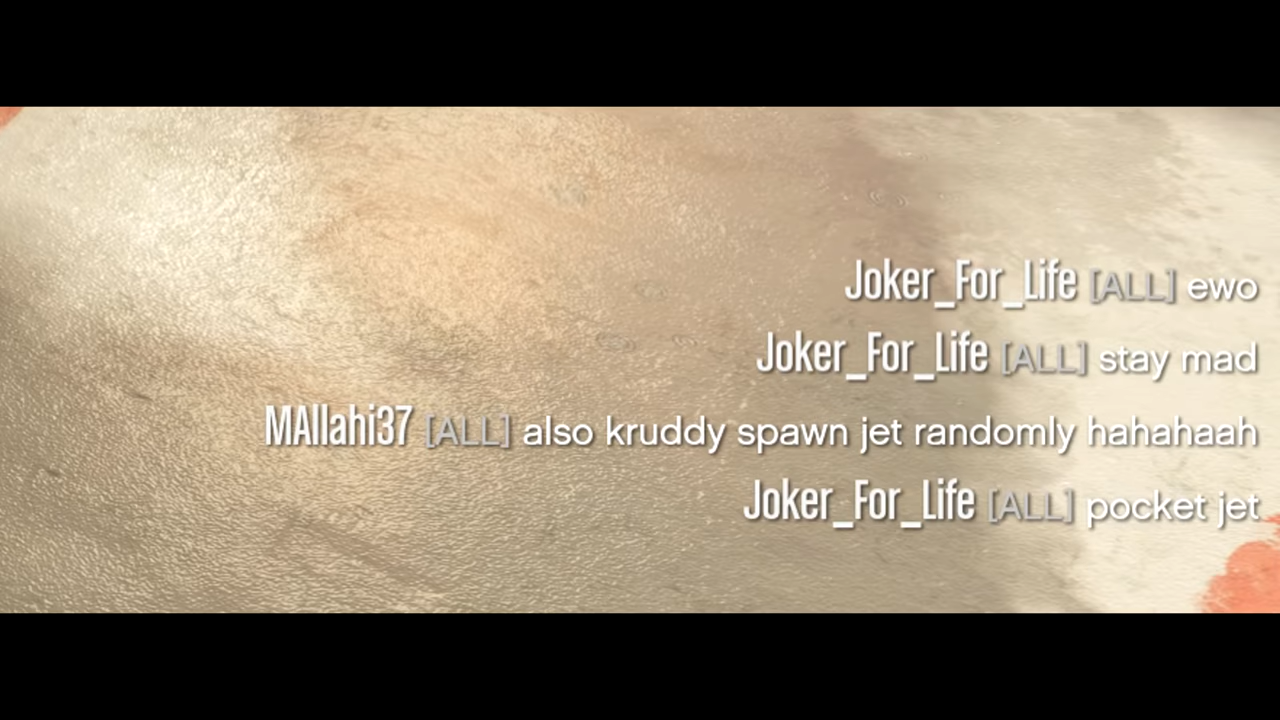 Joker_For_Life [ALL] ewo
Joker_For_Life [ALL] stay mad
MAllahi37 [ALL] also kruddy spawn jet randomly hahahaah
Joker_For_Life [ALL] pocket jet